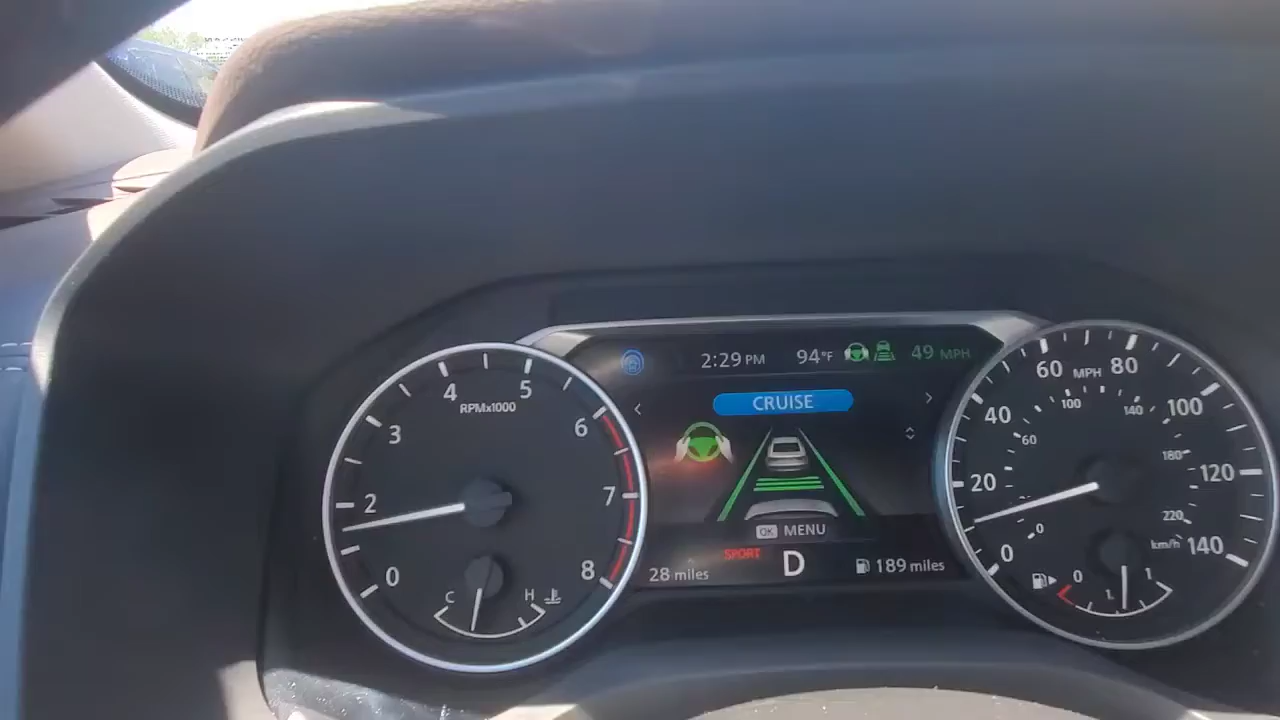 2:29 PM 94°F 49 MPH
CRUISE
OK MENU
SPORT
D
28 miles
189 miles
0
2
3
4
5
6
7
8
RPMx1000
C H
0
20
40
60
80
100
120
140
MPH
0
60
100
140
180
220
km/h
0 1